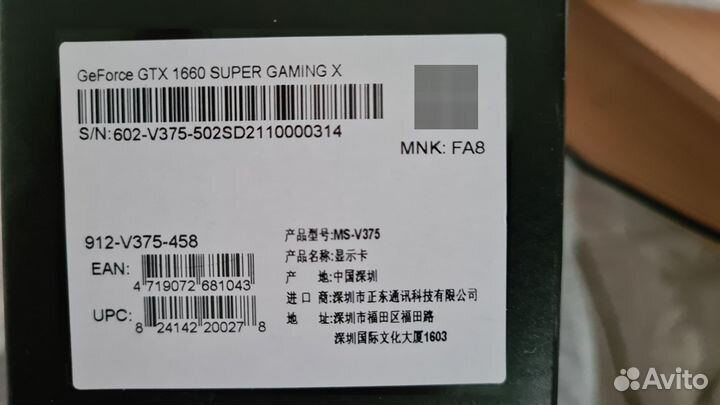 GeForce GTX 1660 SUPER GAMING X
S/N:602-V375-502SD2110000314
MNK: FA8
912-V375-458
EAN:
4 719072 681043
UPC:
8 24142 20027 8
产品型号:MS-V375
产品名称:显示卡
产 地:中国深圳
进 口 商:深圳市正东通讯科技有限公司
地 址:深圳市福田区福田路
深圳国际文化大厦1603
Avito